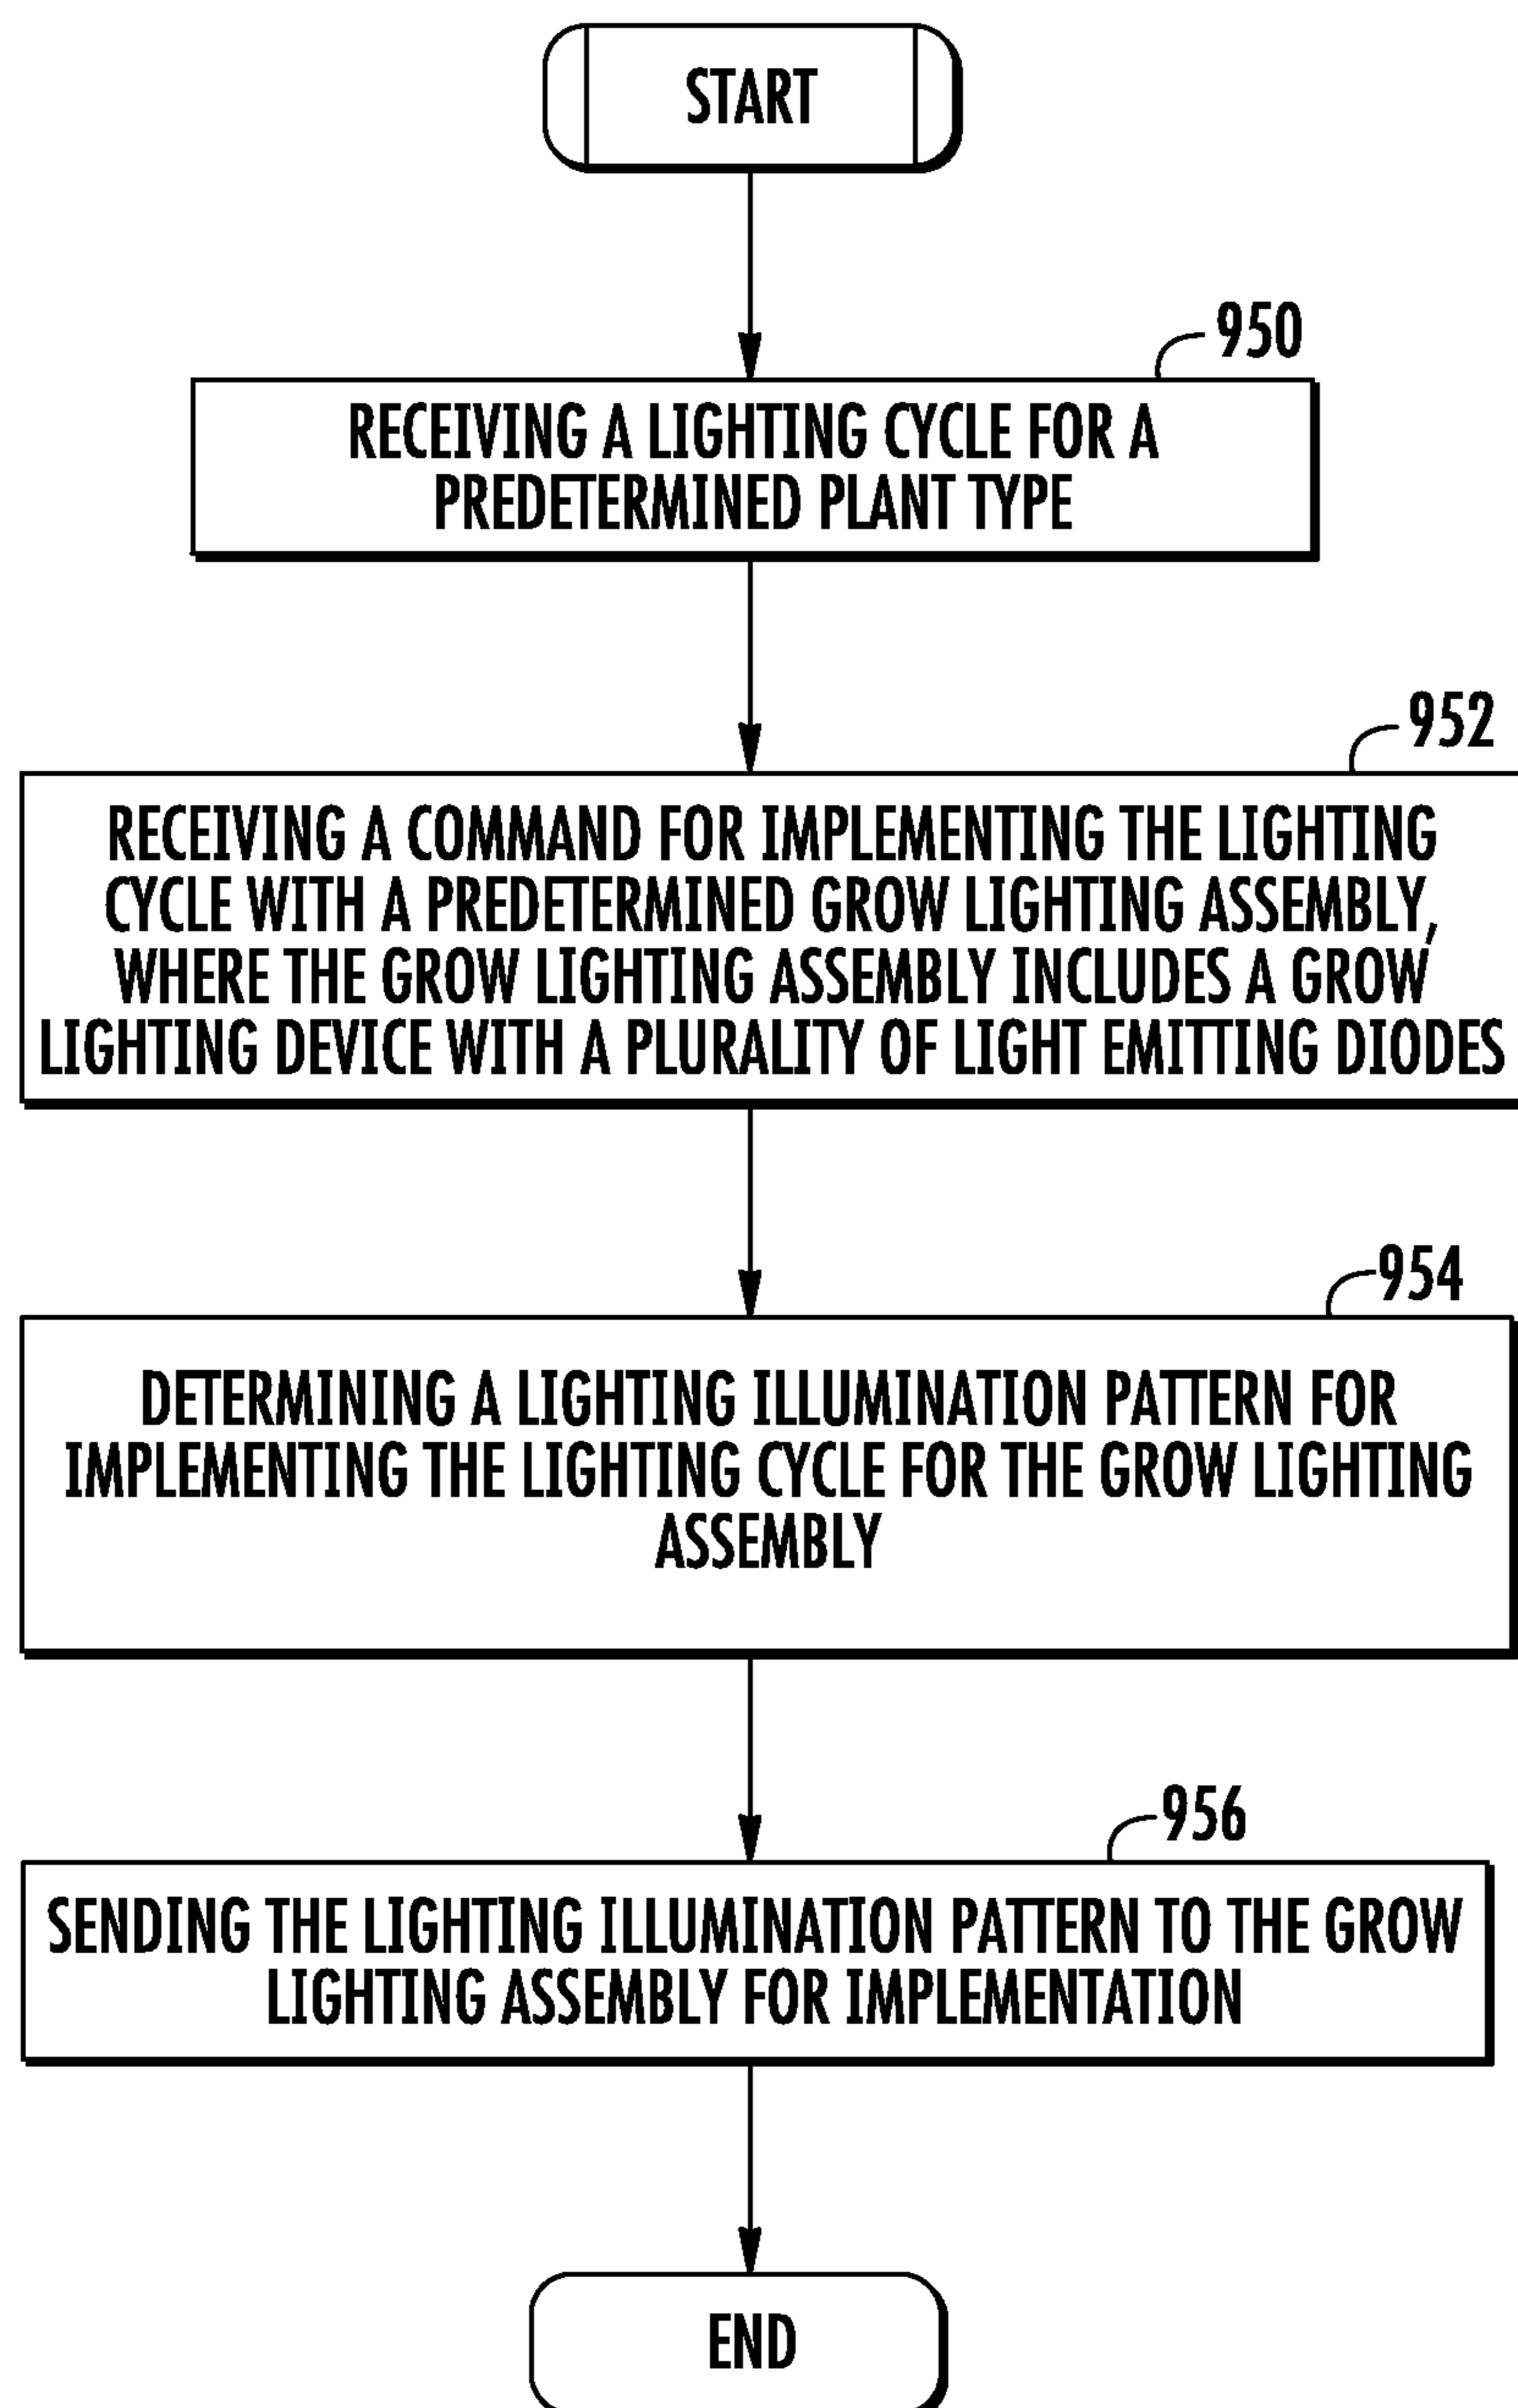 START
950
RECEIVING A LIGHTING CYCLE FOR A
PREDETERMINED PLANT TYPE
952
RECEIVING A COMMAND FOR IMPLEMENTING THE LIGHTING
CYCLE WITH A PREDETERMINED GROW LIGHTING ASSEMBLY,
WHERE THE GROW LIGHTING ASSEMBLY INCLUDES A GROW
LIGHTING DEVICE WITH A PLURALITY OF LIGHT EMITTING DIODES
954
DETERMINING A LIGHTING ILLUMINATION PATTERN FOR
IMPLEMENTING THE LIGHTING CYCLE FOR THE GROW LIGHTING
ASSEMBLY
956
SENDING THE LIGHTING ILLUMINATION PATTERN TO THE GROW
LIGHTING ASSEMBLY FOR IMPLEMENTATION
END